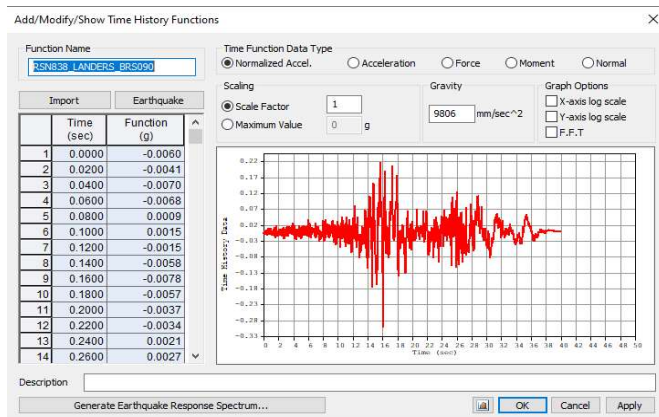 Add/Modify/Show Time History Functions
Function Name
RSN838_LANDERS_BRS090
Import
Earthquake
Time (sec) Function (g)
1 0.0000 -0.0060
2 0.0200 -0.0041
3 0.0400 -0.0070
4 0.0600 -0.0068
5 0.0800 0.0009
6 0.1000 0.0015
7 0.1200 -0.0015
8 0.1400 -0.0058
9 0.1600 -0.0078
10 0.1800 -0.0057
11 0.2000 -0.0037
12 0.2200 -0.0034
13 0.2400 0.0021
14 0.2600 0.0027
Time Function Data Type
Normalized Accel.
Acceleration
Force
Moment
Normal
Scaling
Scale Factor 1
Maximum Value 0 g
Gravity
9806 mm/sec^2
Graph Options
X-axis log scale
Y-axis log scale
F.F.T
Time History Data
0.22
0.17
0.12
0.07
0.02
-0.03
-0.08
-0.13
-0.18
-0.23
-0.28
-0.33
0 2 4 6 8 10 12 14 16 18 20 22 24 26 28 30 32 34 36 38 40 42 44 46 48 50
Time (sec)
Description
Generate Earthquake Response Spectrum...
OK
Cancel
Apply